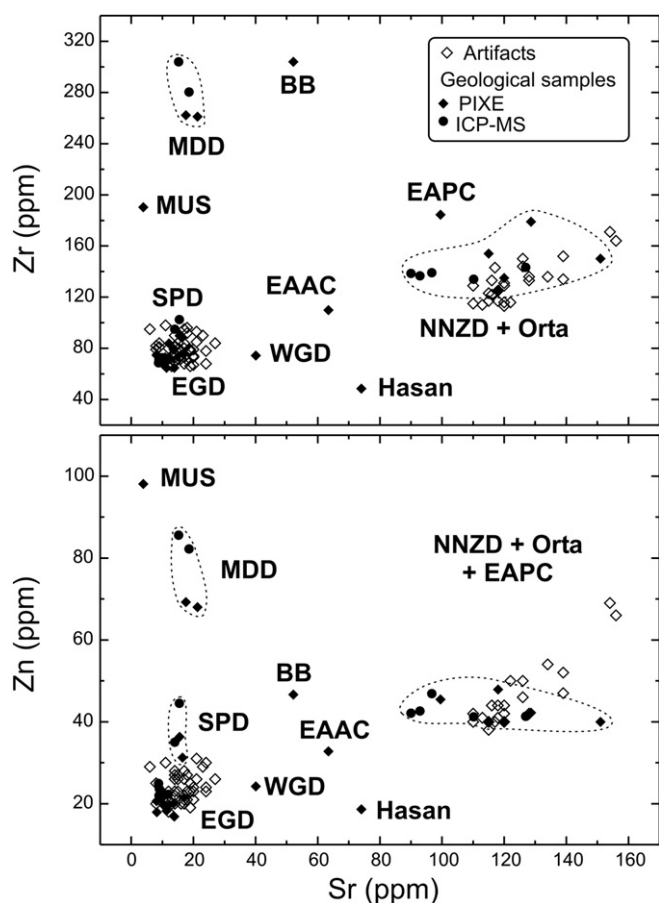 320
280
240
200
160
120
80
40
Zr (ppm)
BB
MDD
MUS
EAPC
EAAC
SPD
NNZD + Orta
WGD
EGD
Hasan
Artifacts
Geological samples
PIXE
ICP-MS
100
80
60
40
20
Zn (ppm)
MUS
NNZD + Orta
+ EAPC
MDD
BB
SPD
EAAC
WGD
EGD
Hasan
0 20 40 60 80 100 120 140 160
Sr (ppm)